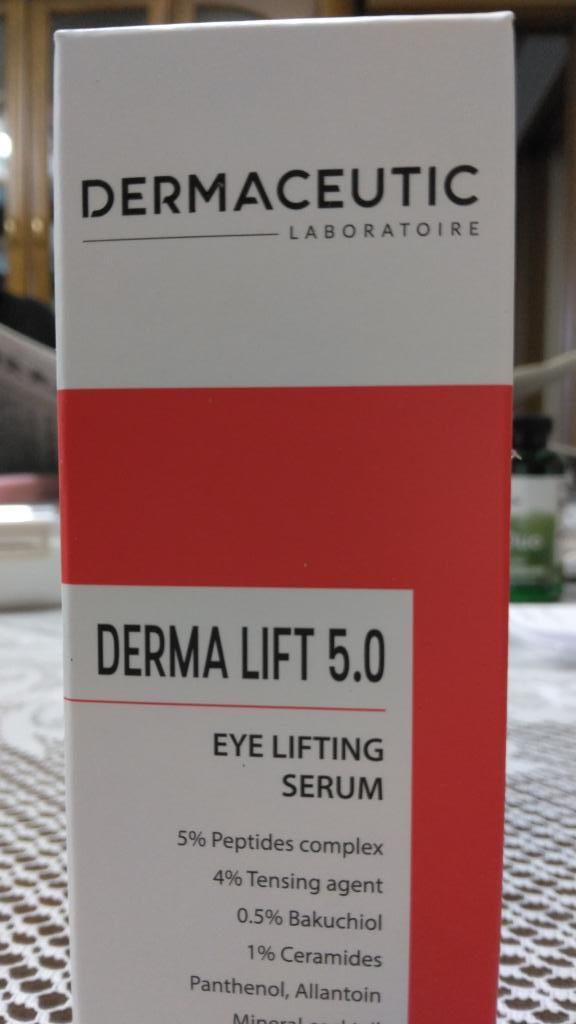 DERMACEUTIC
LABORATOIRE
DERMA LIFT 5.0
EYE LIFTING
SERUM
5% Peptides complex
4% Tensing agent
0.5% Bakuchiol
1% Ceramides
Panthenol, Allantoin
Mineral